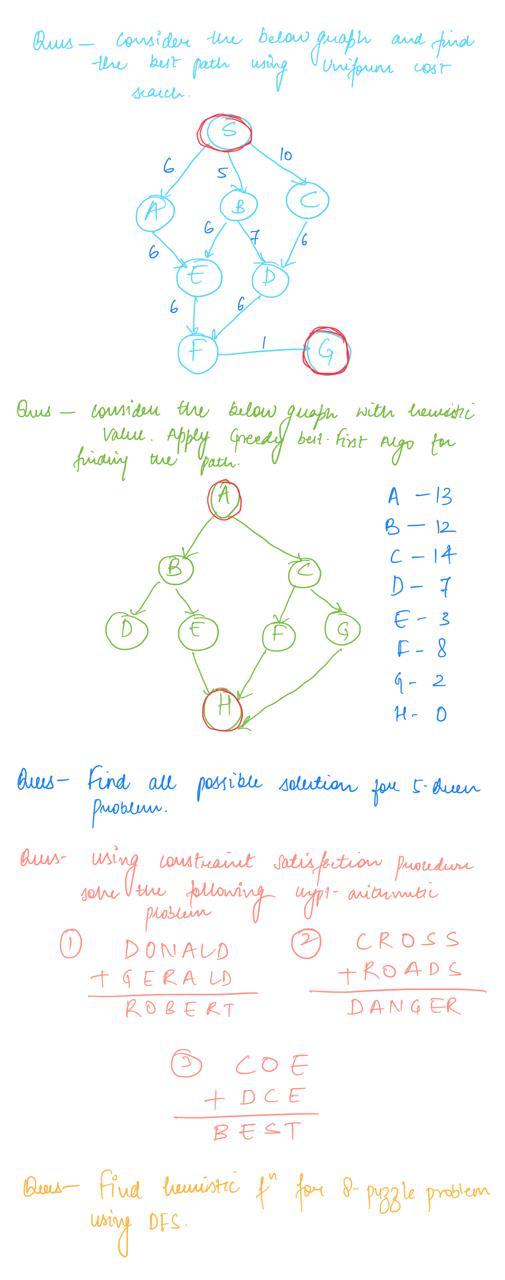 Ques - consider the below graph and find
the best path using Uniform cost
search.
S
6 5 10
A B C
6 6 7 6
E D
6 6
F 1 G
Ques - consider the below graph with heuristic
Value. Apply Greedy best-First Algo for
finding the path.
A
B C
D E F G
H
A - 13
B - 12
C - 14
D - 7
E - 3
F - 8
G - 2
H - 0
Ques - Find all possible solution for 5-Queen
Problem.
Ques - using constraint satisfaction procedure
solve the following crypt-arithmetic
problem
① DONALD
+ GERALD
ROBERT
② CROSS
+ROADS
DANGER
③ COE
+ DCE
BEST
Ques - Find heuristic fⁿ for 8-puzzle problem
using DFS.